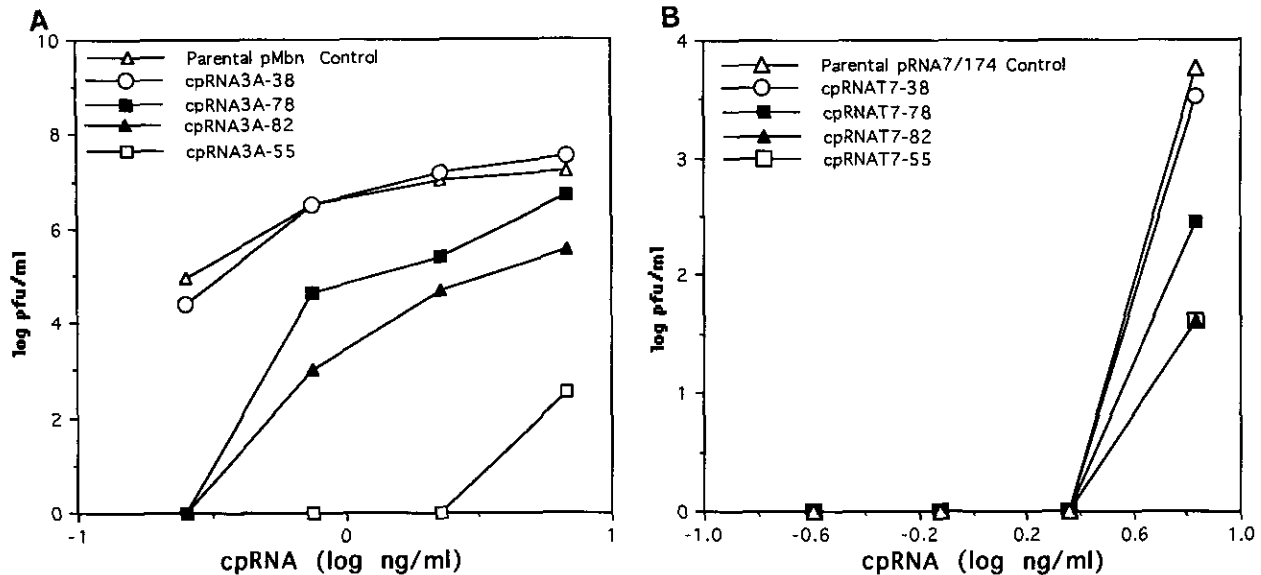 A
10
8
6
4
2
0
log pfu/ml
Parental pMbn Control
cpRNA3A-38
cpRNA3A-78
cpRNA3A-82
cpRNA3A-55
-1
0
1
cpRNA (log ng/ml)
B
4
3
2
1
0
log pfu/ml
Parental pRNA7/174 Control
cpRNAT7-38
cpRNAT7-78
cpRNAT7-82
cpRNAT7-55
-1.0
-0.6
-0.2
0.2
0.6
1.0
cpRNA (log ng/ml)